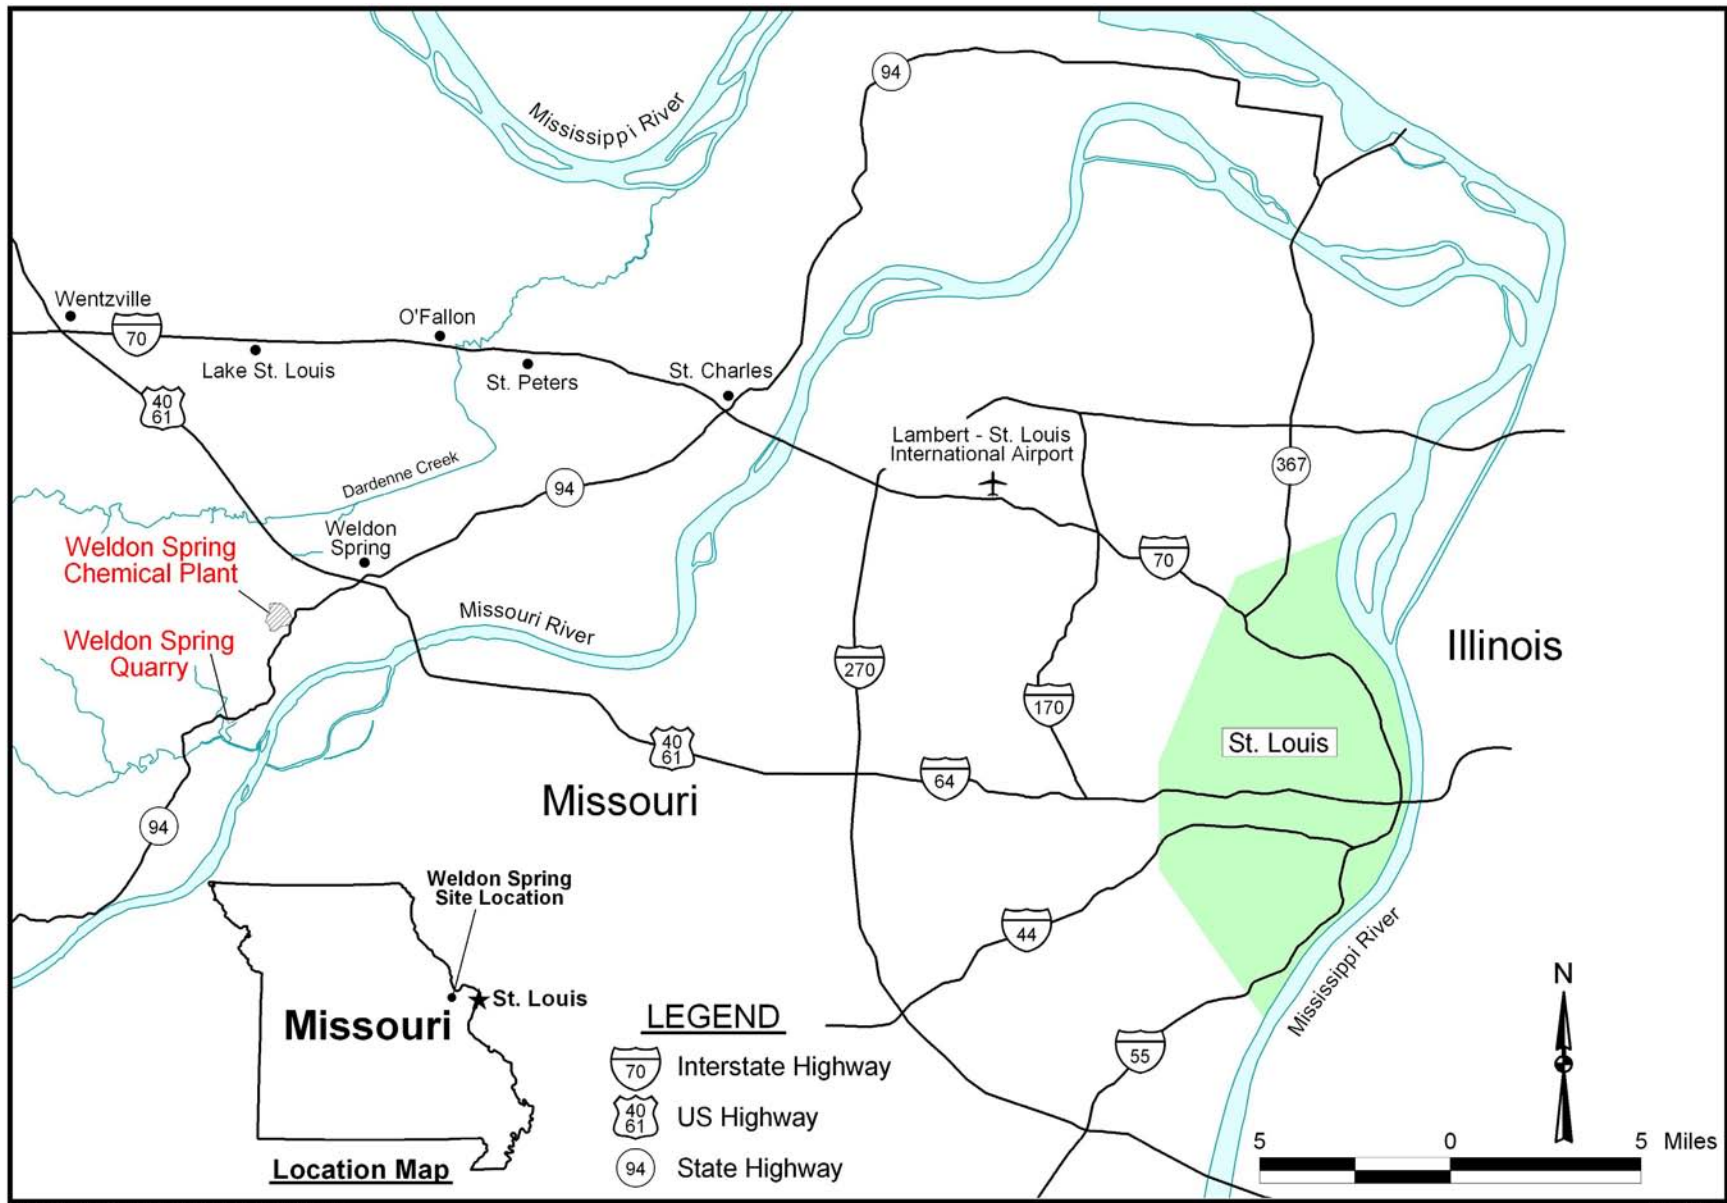 94
Mississippi River
Wentzville
70
O'Fallon
Lake St. Louis
St. Peters
St. Charles
40
61
Lambert - St. Louis
International Airport
367
Dardenne Creek
94
Weldon
Spring
Weldon Spring
Chemical Plant
70
Missouri River
Weldon Spring
Quarry
Illinois
270
170
St. Louis
40
61
64
Missouri
94
Weldon Spring
Site Location
44
Mississippi River
N
St. Louis
Missouri
LEGEND
70
Interstate Highway
55
40
61
US Highway
94
State Highway
Location Map
5 0 5 Miles